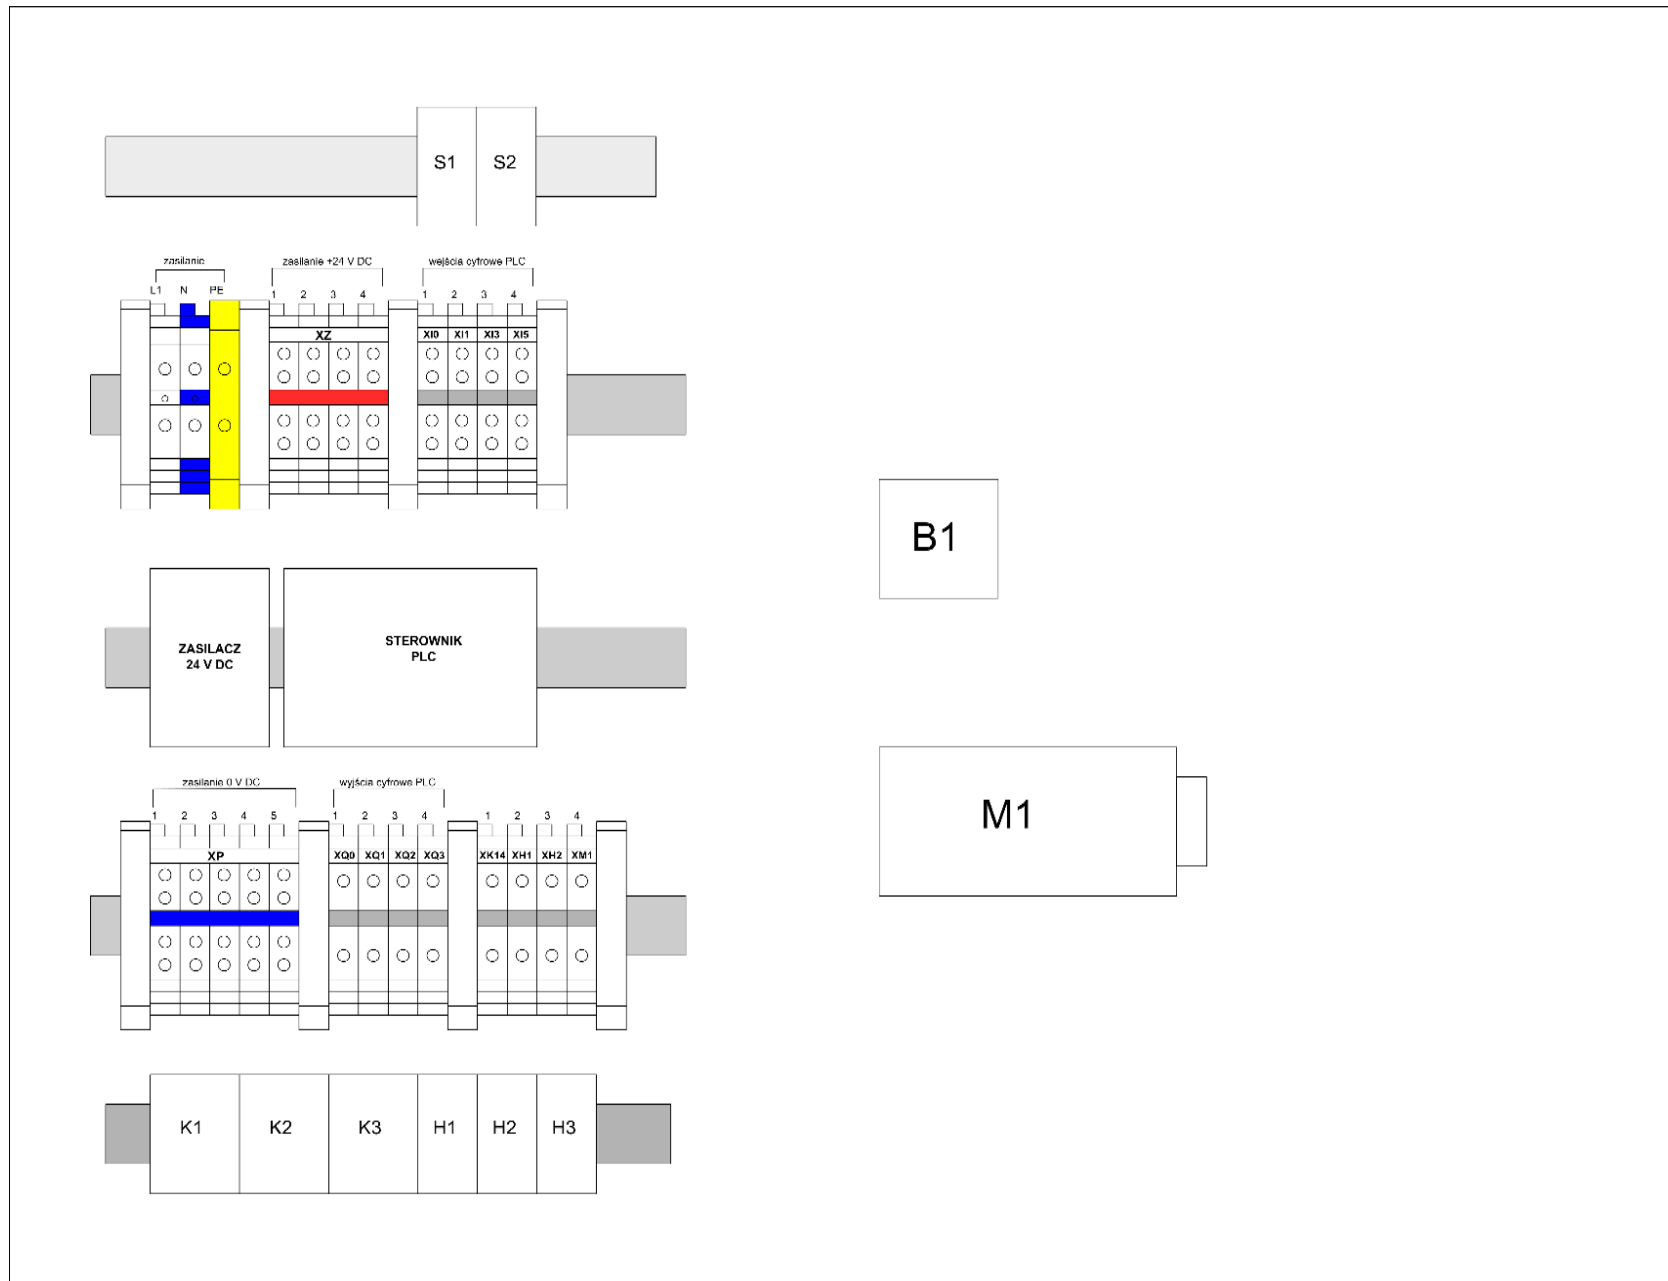 S1 S2
zasilanie zasilanie +24 V DC wejścia cyfrowe PLC
L1 N PE 1 2 3 4 1 2 3 4
XZ XI0 XI1 XI3 XI5
B1
ZASILACZ
24 V DC
STEROWNIK
PLC
M1
zasilanie 0 V DC wyjścia cyfrowe PLC
1 2 3 4 5 1 2 3 4 1 2 3 4
XP XQ0 XQ1 XQ2 XQ3 XK14 XH1 XH2 XM1
K1 K2 K3 H1 H2 H3